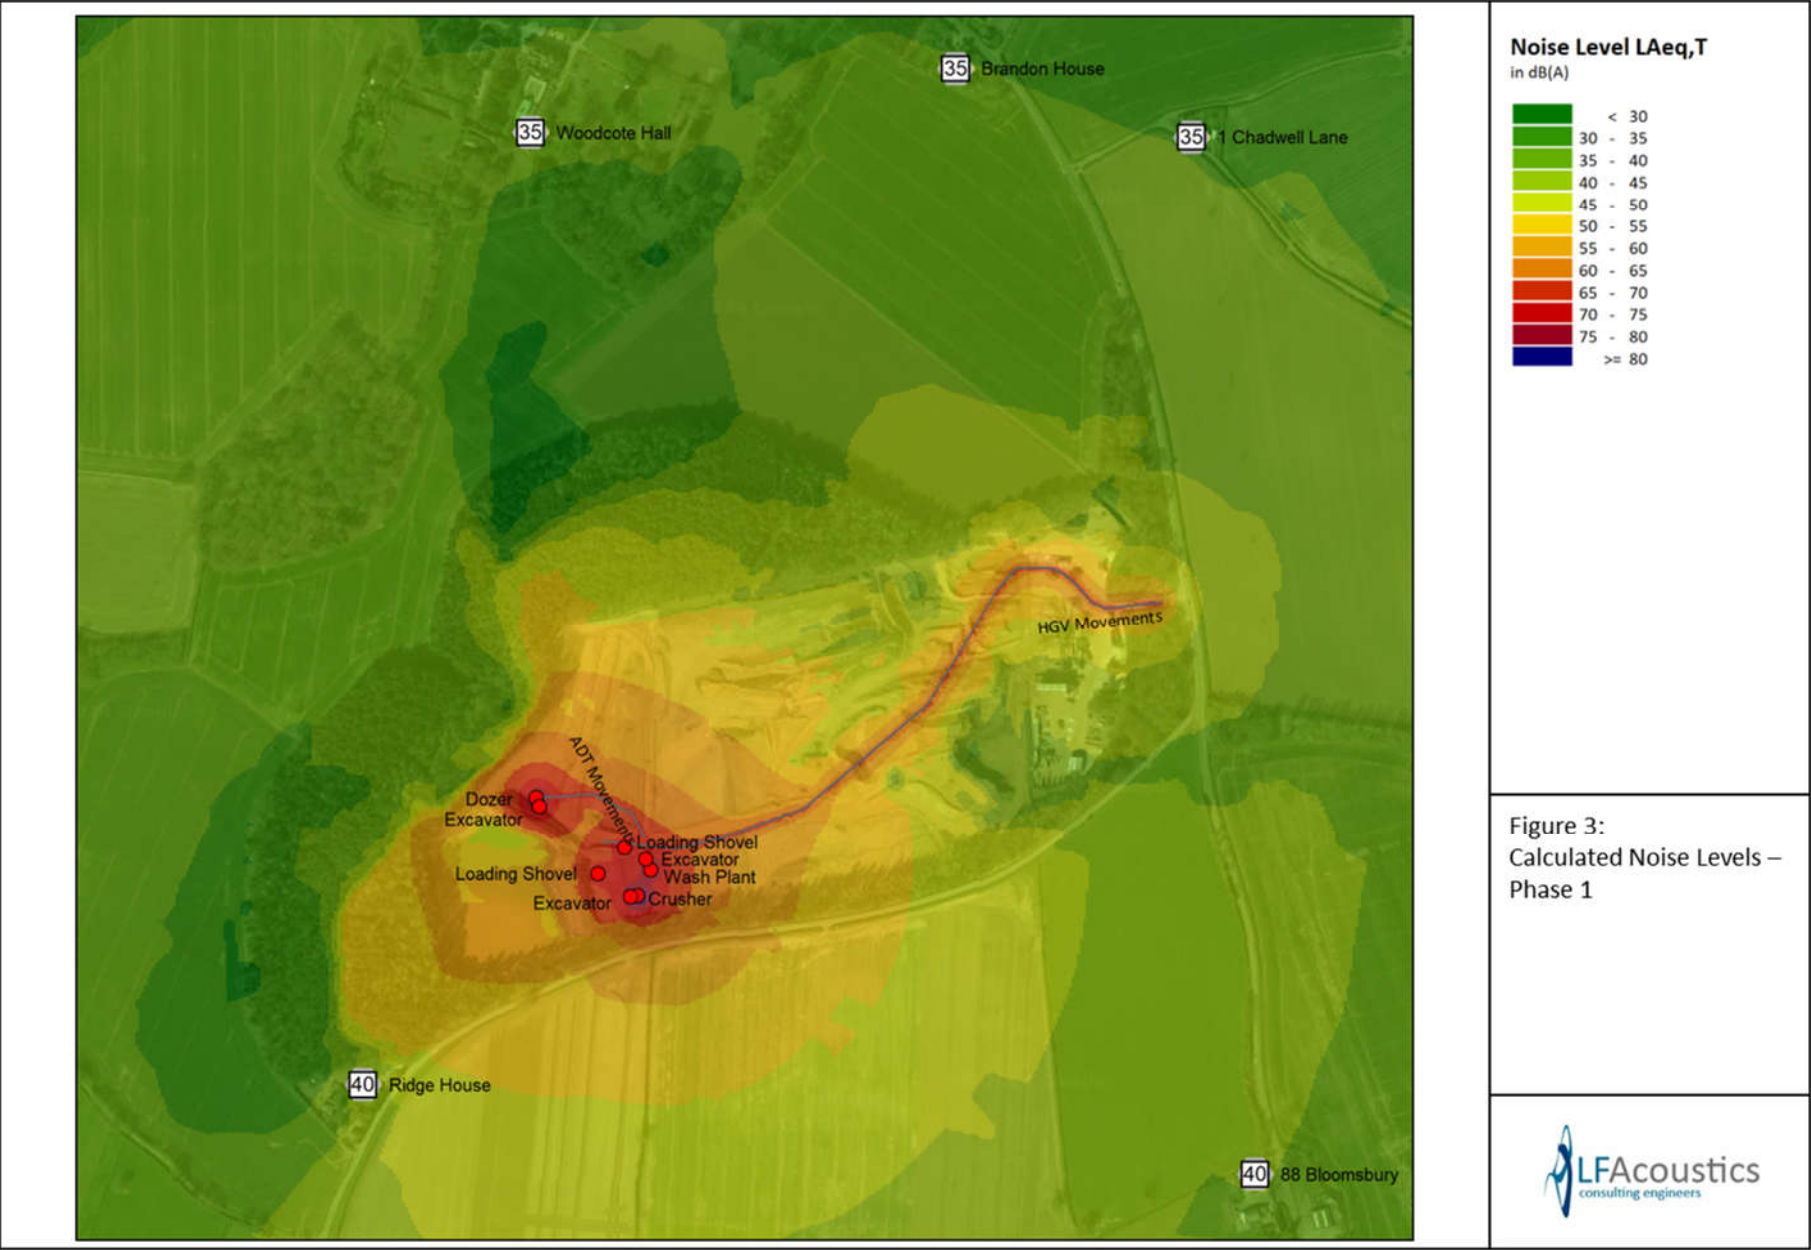 35 Brandon House
35 Woodcote Hall
35 1 Chadwell Lane
HGV Movements
ADT Movements
Dozer
Excavator
Loading Shovel
Excavator
Loading Shovel
Wash Plant
Excavator
Crusher
40 Ridge House
40 88 Bloomsbury
Noise Level LAeq,T
in dB(A)
< 30
30 - 35
35 - 40
40 - 45
45 - 50
50 - 55
55 - 60
60 - 65
65 - 70
70 - 75
75 - 80
>= 80
Figure 3:
Calculated Noise Levels –
Phase 1
LFAcoustics
consulting engineers